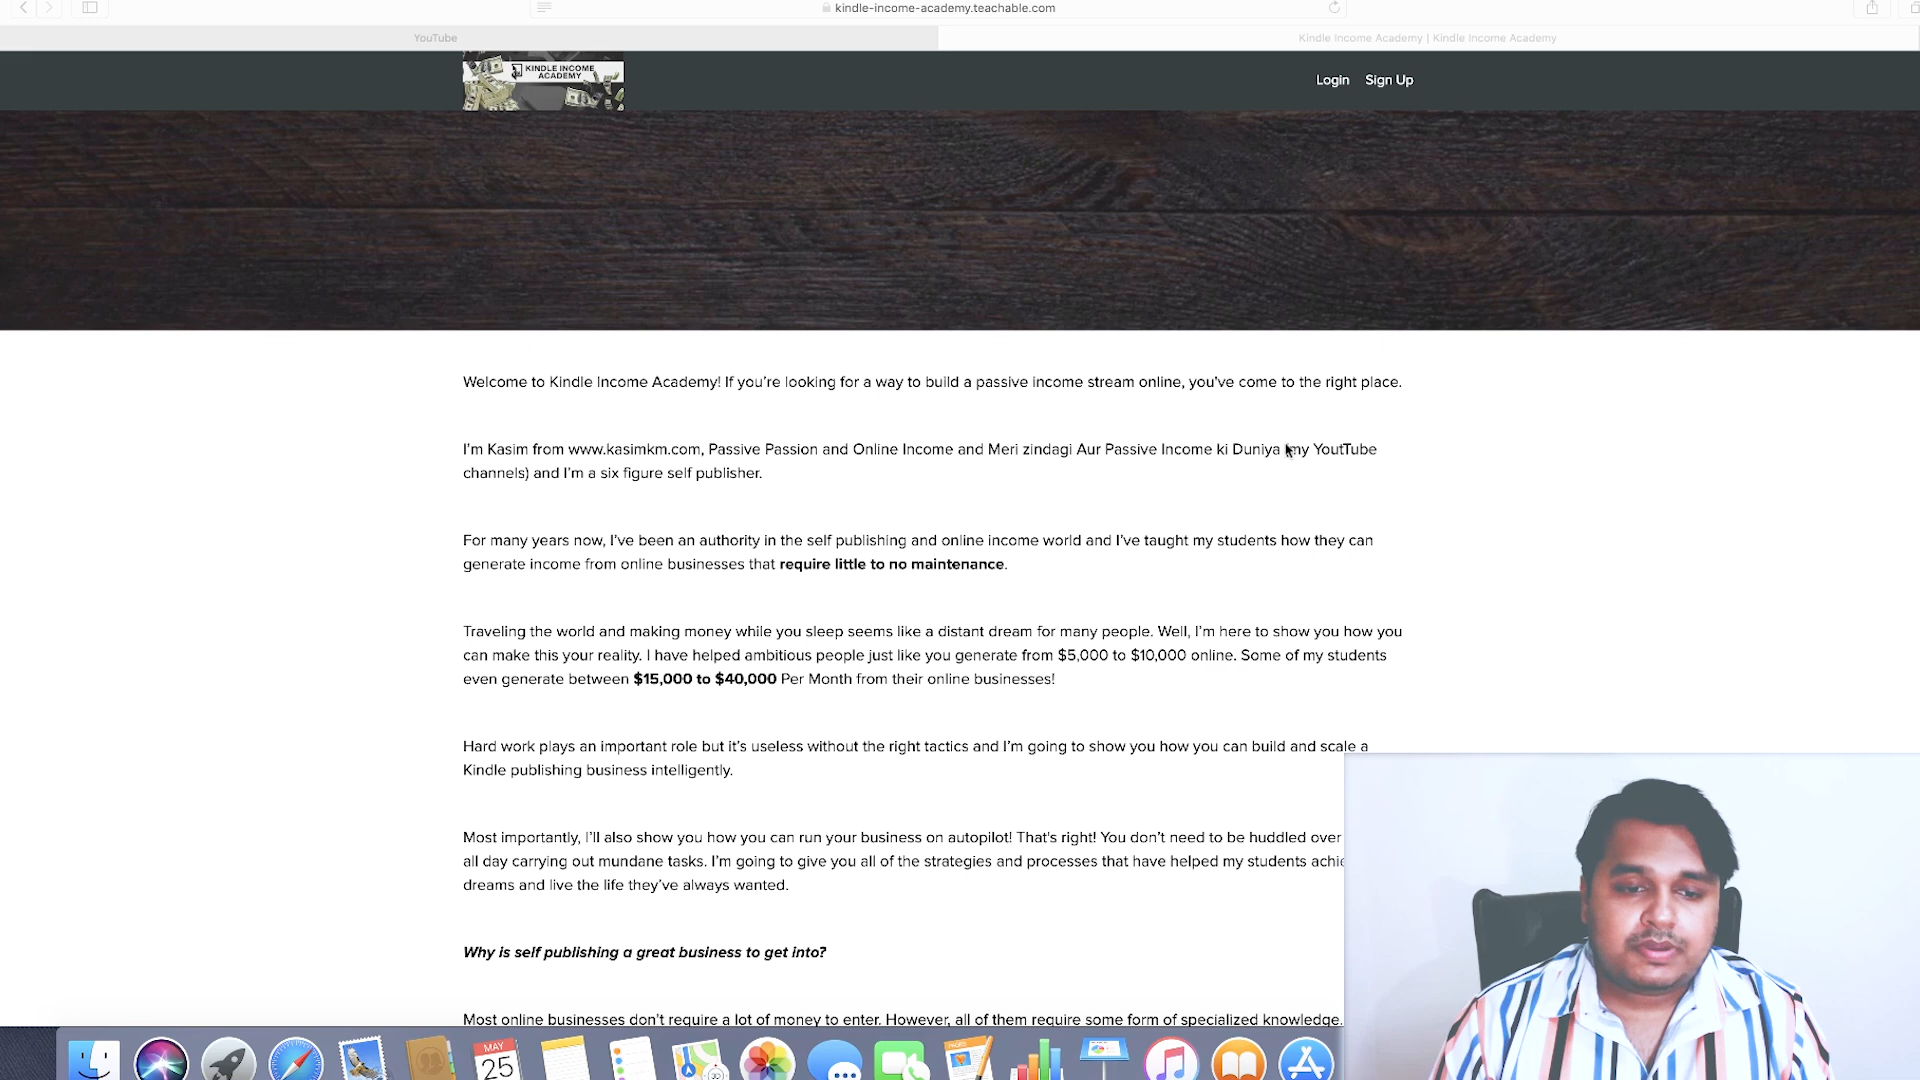 kindle-income-academy.teachable.com
YouTube
Kindle Income Academy | Kindle Income Academy
KINDLE INCOME
ACADEMY
Login Sign Up
Welcome to Kindle Income Academy! If you're looking for a way to build a passive income stream online, you've come to the right place.
I'm Kasim from www.kasimkm.com, Passive Passion and Online Income and Meri zindagi Aur Passive Income ki Duniya (my YoutTube
channels) and I'm a six figure self publisher.
For many years now, I've been an authority in the self publishing and online income world and I've taught my students how they can
generate income from online businesses that require little to no maintenance.
Traveling the world and making money while you sleep seems like a distant dream for many people. Well, I'm here to show you how you
can make this your reality. I have helped ambitious people just like you generate from $5,000 to $10,000 online. Some of my students
even generate between $15,000 to $40,000 Per Month from their online businesses!
Hard work plays an important role but it's useless without the right tactics and I'm going to show you how you can build and scale a
Kindle publishing business intelligently.
Most importantly, I'll also show you how you can run your business on autopilot! That's right! You don't need to be huddled over
all day carrying out mundane tasks. I'm going to give you all of the strategies and processes that have helped my students achie
dreams and live the life they've always wanted.
Why is self publishing a great business to get into?
Most online businesses don't require a lot of money to enter. However, all of them require some form of specialized knowledge.
MAY
25
PAGES